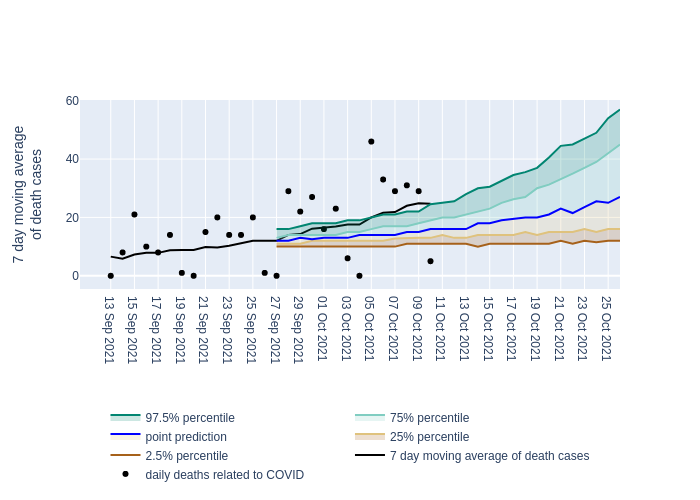 7 day moving average
of death cases
60
40
20
0
13 Sep 2021
15 Sep 2021
17 Sep 2021
19 Sep 2021
21 Sep 2021
23 Sep 2021
25 Sep 2021
27 Sep 2021
29 Sep 2021
01 Oct 2021
03 Oct 2021
05 Oct 2021
07 Oct 2021
09 Oct 2021
11 Oct 2021
13 Oct 2021
15 Oct 2021
17 Oct 2021
19 Oct 2021
21 Oct 2021
23 Oct 2021
25 Oct 2021
97.5% percentile
75% percentile
point prediction
25% percentile
2.5% percentile
7 day moving average of death cases
daily deaths related to COVID